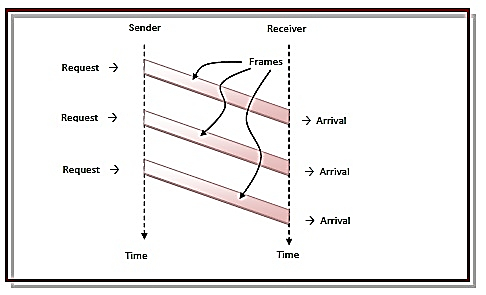 Sender Receiver
Frames
Request →
→ Arrival
Request →
→ Arrival
Request →
→ Arrival
Time Time